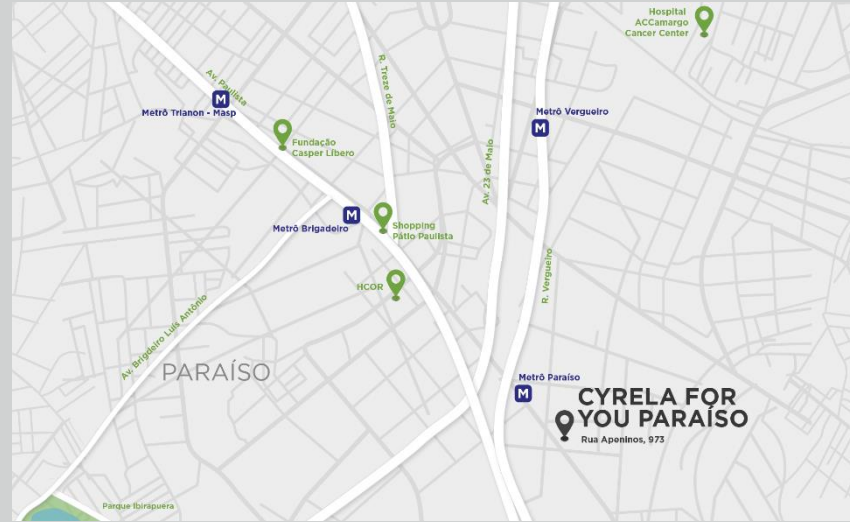 Hospital
ACCamargo
Cancer Center
Av. Paulista
M
Metrô Trianon - Masp
R. Treze de Maio
Metrô Vergueiro
M
Fundação
Casper Líbero
Av. 23 de Maio
M
Metrô Brigadeiro
Shopping
Pátio Paulista
HCOR
R. Vergueiro
Av. Brigdeiro Luís Antônio
PARAÍSO
Metrô Paraíso
M
CYRELA FOR
YOU PARAÍSO
Rua Apeninos, 973
Parque Ibirapuera